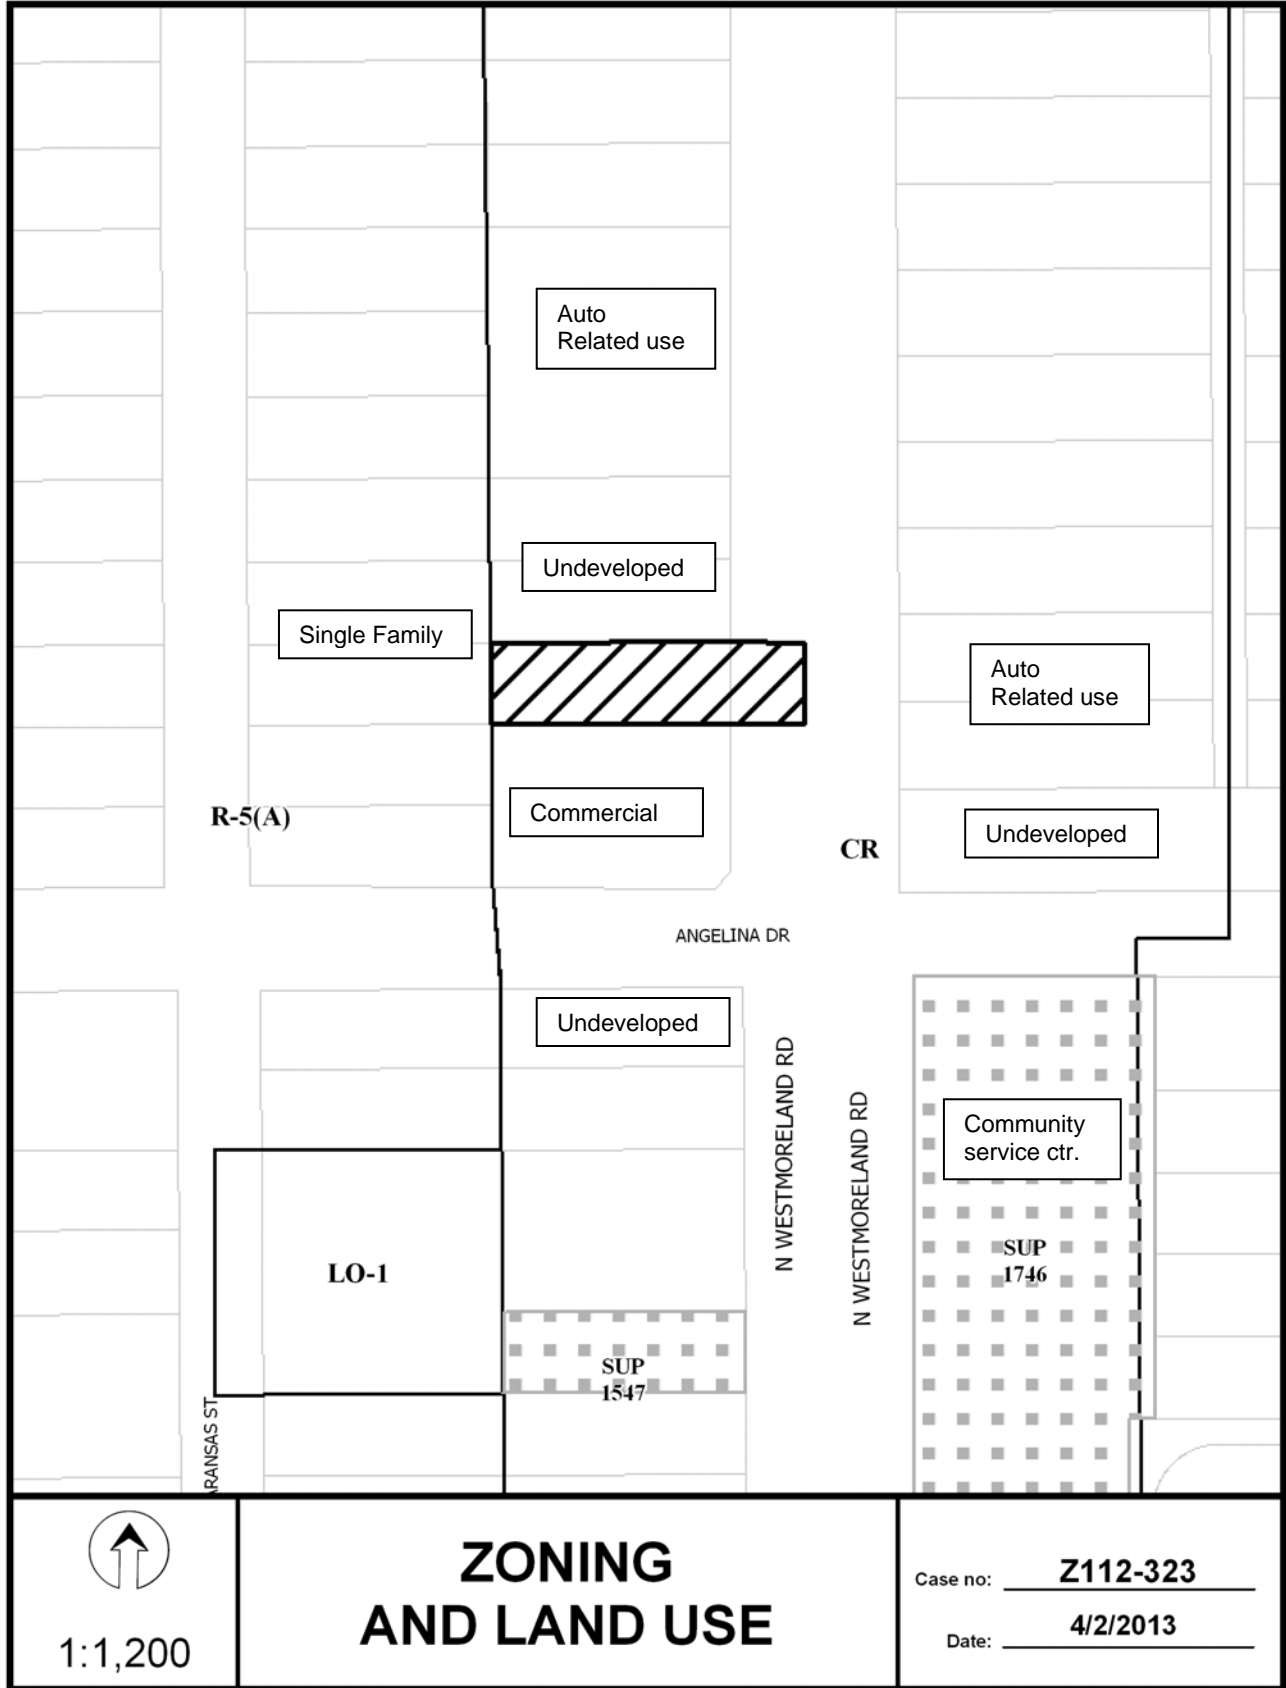 Auto
Related use
Undeveloped
Single Family
Auto
Related use
Commercial
R-5(A)
CR
Undeveloped
ANGELINA DR
Undeveloped
N WESTMORELAND RD
N WESTMORELAND RD
Community
service ctr.
SUP
1746
LO-1
SUP
1547
ARANSAS ST
1:1,200
ZONING
AND LAND USE
Case no: Z112-323
Date: 4/2/2013